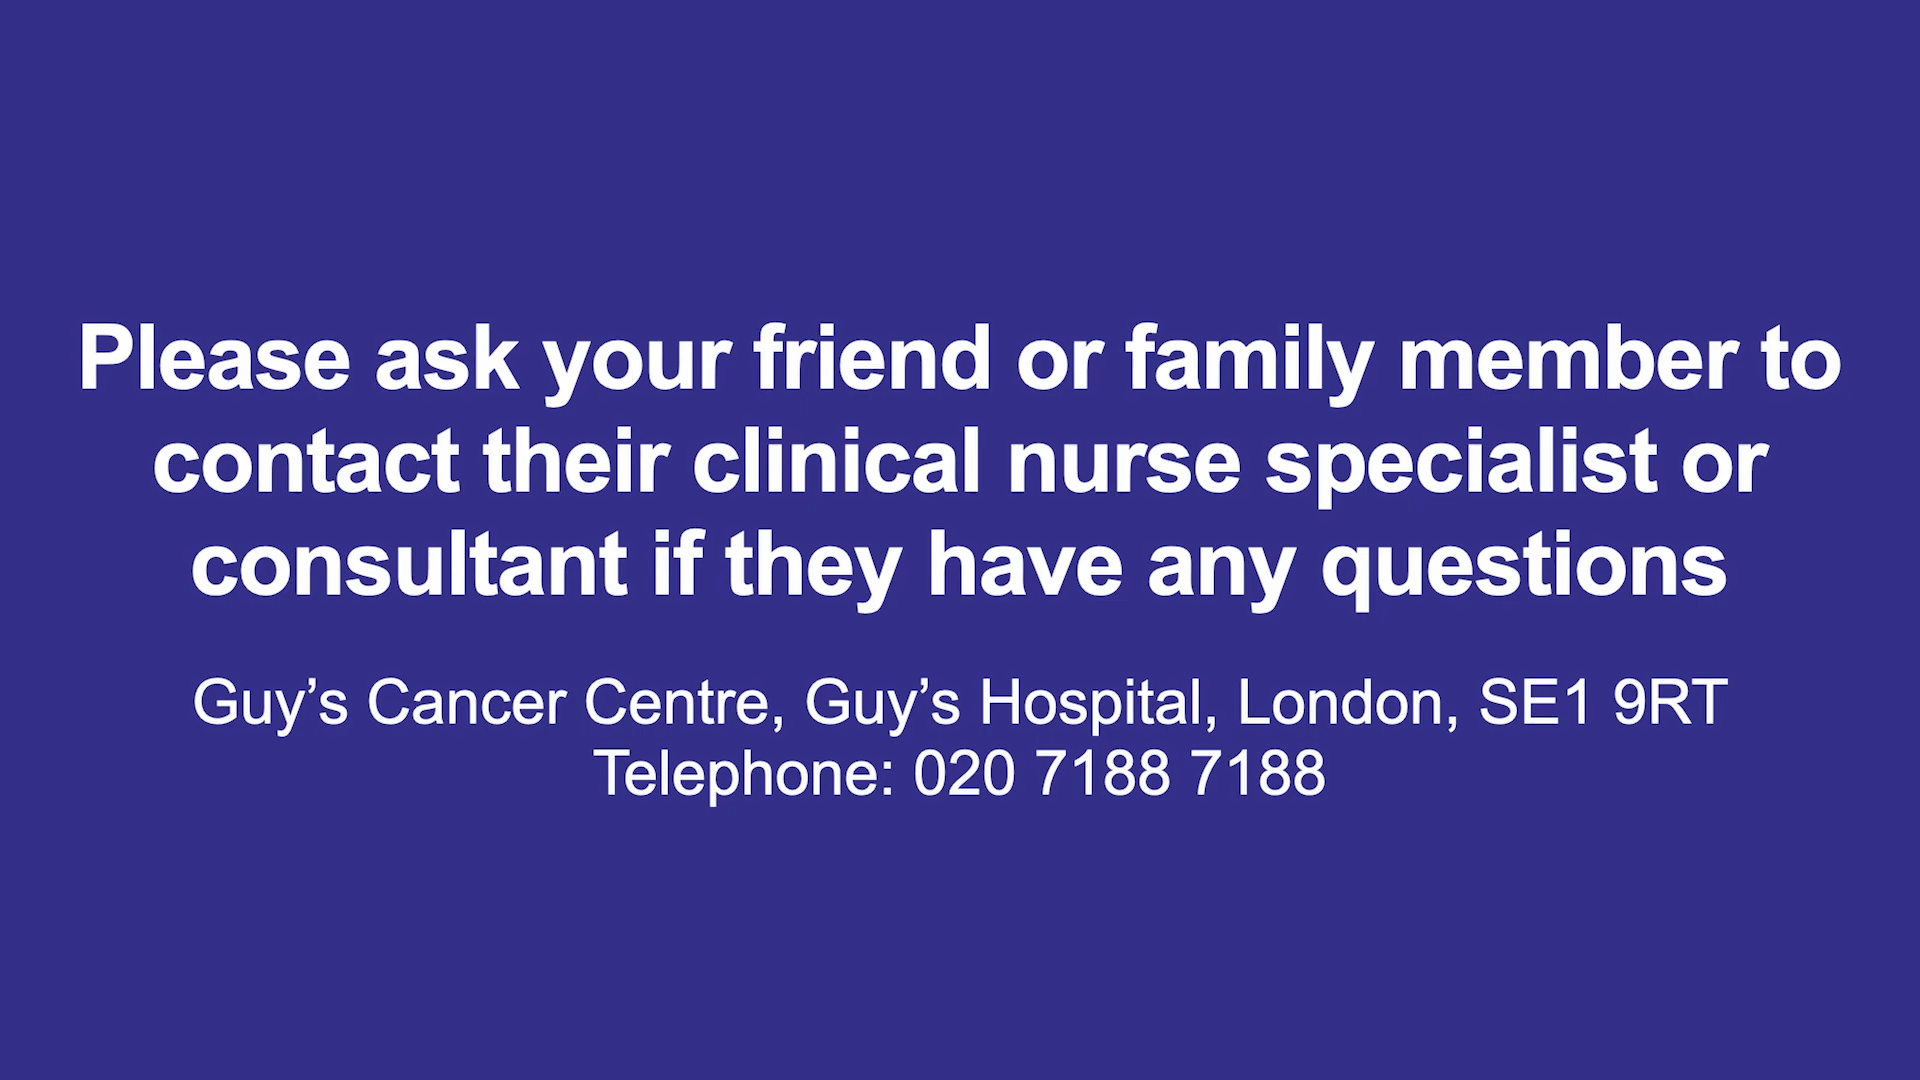 Please ask your friend or family member to
contact their clinical nurse specialist or
consultant if they have any questions
Guy’s Cancer Centre, Guy’s Hospital, London, SE1 9RT
Telephone: 020 7188 7188